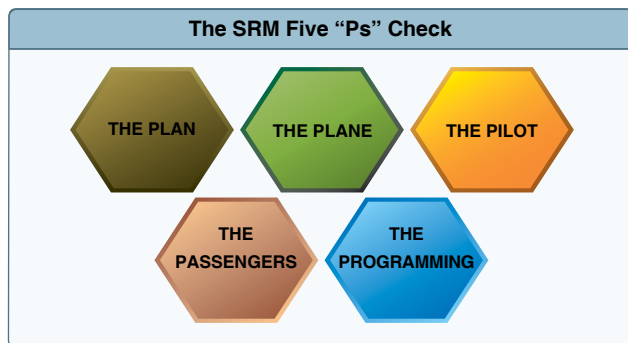 The SRM Five “Ps” Check
THE PLAN
THE PLANE
THE PILOT
THE
PASSENGERS
THE
PROGRAMMING